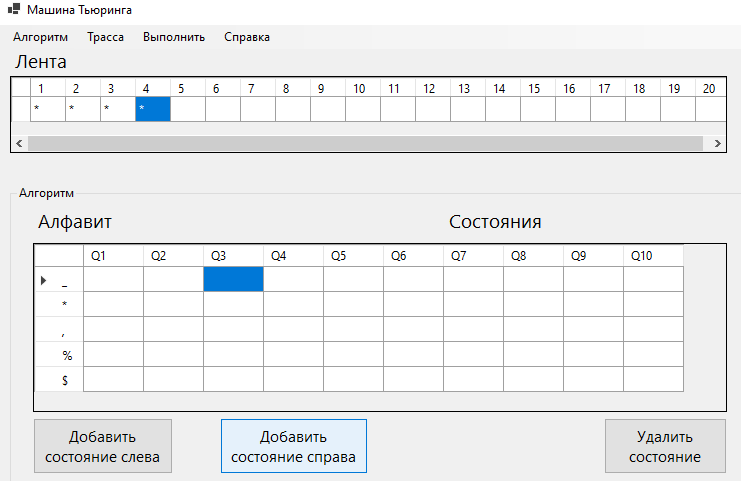 Машина Тьюринга
Алгоритм Трасса Выполнить Справка
Лента
1 2 3 4 5 6 7 8 9 10 11 12 13 14 15 16 17 18 19 20
* * * *
Алгоритм
Алфавит Состояния
Q1 Q2 Q3 Q4 Q5 Q6 Q7 Q8 Q9 Q10
_
*
,
%
$
Добавить состояние слева
Добавить состояние справа
Удалить состояние